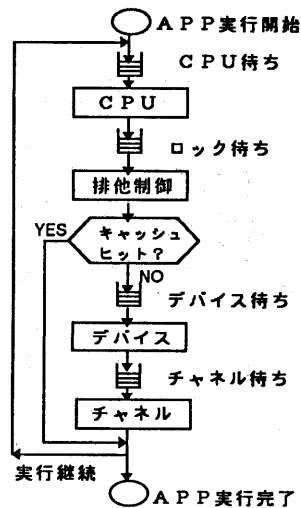 APP実行開始
CPU待ち
CPU
ロック待ち
排他制御
キャッシュ
ヒット?
YES
NO
デバイス待ち
デバイス
チャネル待ち
チャネル
実行継続
APP実行完了